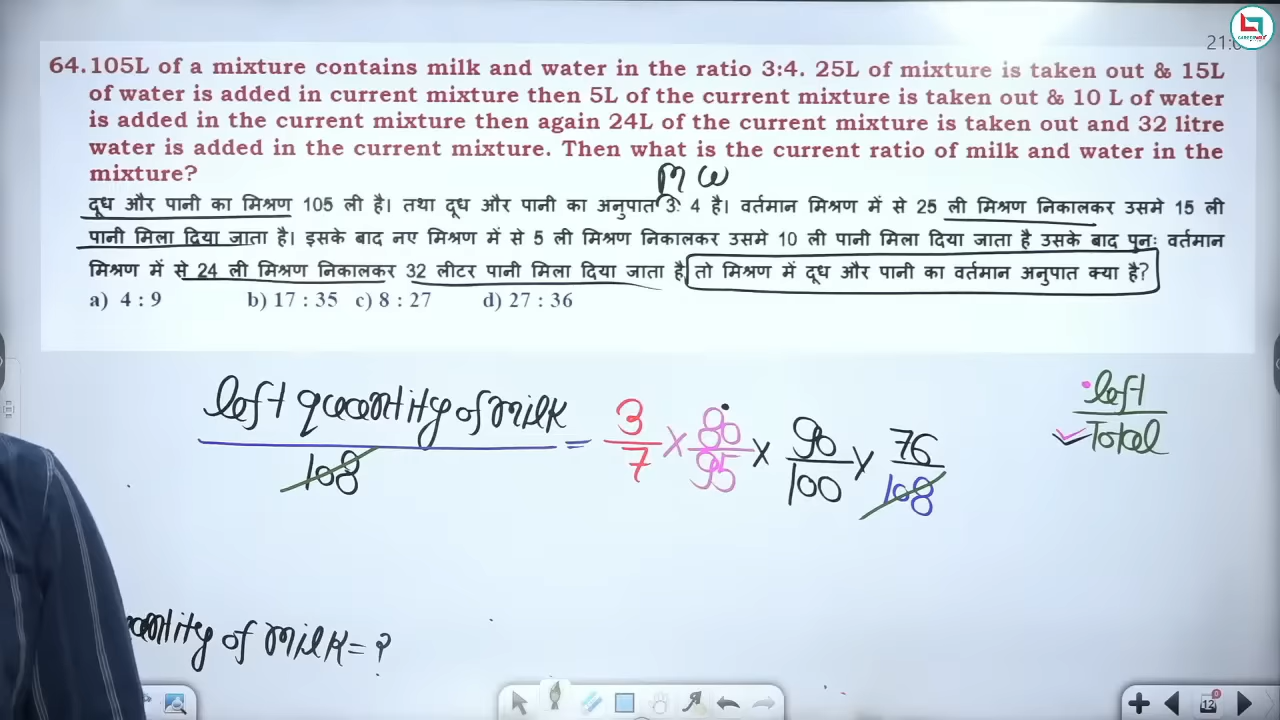 21:0
64. 105L of a mixture contains milk and water in the ratio 3:4. 25L of mixture is taken out & 15L
of water is added in current mixture then 5L of the current mixture is taken out & 10 L of water
is added in the current mixture then again 24L of the current mixture is taken out and 32 litre
water is added in the current mixture. Then what is the current ratio of milk and water in the
mixture?
M W
दूध और पानी का मिश्रण 105 ली है। तथा दूध और पानी का अनुपात 3: 4 है। वर्तमान मिश्रण में से 25 ली मिश्रण निकालकर उसमे 15 ली
पानी मिला दिया जाता है। इसके बाद नए मिश्रण में से 5 ली मिश्रण निकालकर उसमे 10 ली पानी मिला दिया जाता है उसके बाद पुनः वर्तमान
मिश्रण में से 24 ली मिश्रण निकालकर 32 लीटर पानी मिला दिया जाता है, तो मिश्रण में दूध और पानी का वर्तमान अनुपात क्या है?
a) 4 : 9 b) 17 : 35 c) 8 : 27 d) 27 : 36
left quantity of milk / 108 = 3/7 × 80/95 × 90/100 × 76/108
left
Total
antity of milk = ?
12